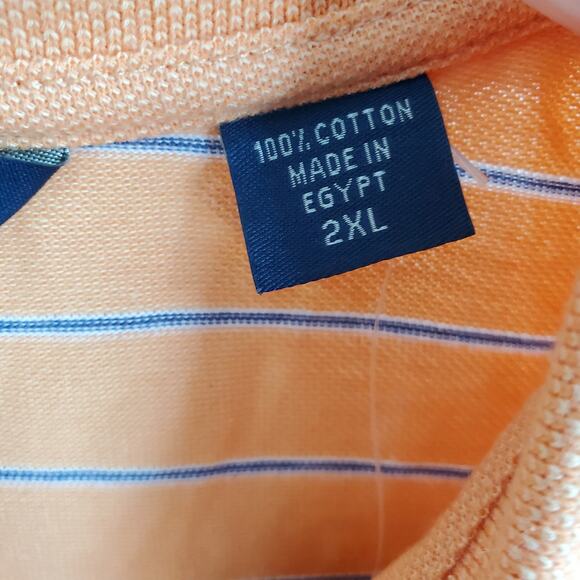 100% COTTON
MADE IN
EGYPT
2XL